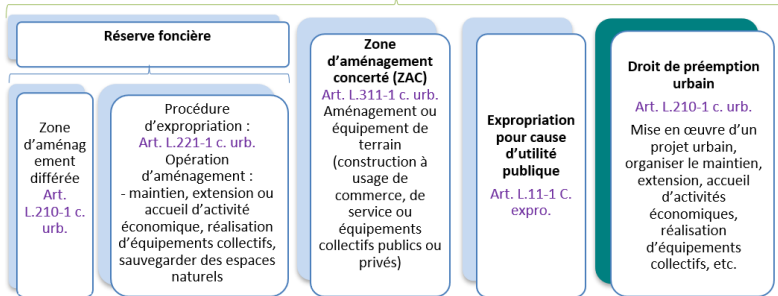 Réserve foncière
Zone
d'aménag
ement
différée
Art.
L.210-1 c.
urb.
Procédure
d'expropriation :
Art. L.221-1 c. urb.
Opération
d'aménagement :
- maintien, extension ou
accueil d'activité
économique, réalisation
d'équipements collectifs,
sauvegarder des espaces
naturels
Zone
d'aménagement
concerté (ZAC)
Art. L.311-1 c. urb.
Aménagement ou
équipement de
terrain
(construction à
usage de
commerce, de
service ou
équipements
collectifs publics ou
privés)
Expropriation
pour cause
d'utilité
publique
Art. L.11-1 C.
expro.
Droit de préemption
urbain
Art. L.210-1 c. urb.
Mise en œuvre d'un
projet urbain,
organiser le maintien,
extension, accueil
d'activités
économiques,
réalisation
d'équipements
collectifs, etc.